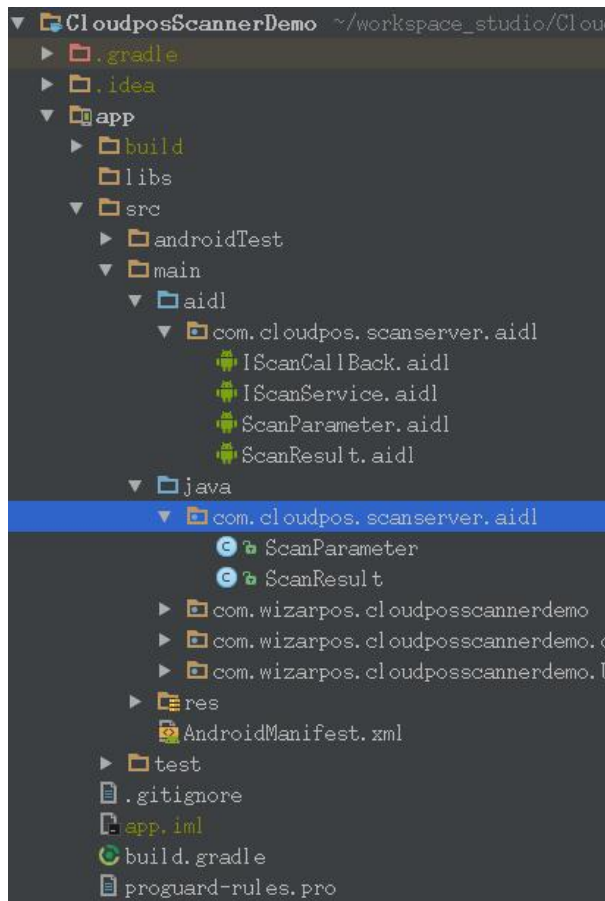 CloudposScannerDemo ~/workspace_studio/Clou
.gradle
.idea
app
build
libs
src
androidTest
main
aidl
com.cloudpos.scanserver.aidl
IScanCallBack.aidl
IScanService.aidl
ScanParameter.aidl
ScanResult.aidl
java
com.cloudpos.scanserver.aidl
C ScanParameter
C ScanResult
com.wizarpos.cloudposscannerdemo
com.wizarpos.cloudposscannerdemo.
com.wizarpos.cloudposscannerdemo.
res
AndroidManifest.xml
test
.gitignore
app.iml
build.gradle
proguard-rules.pro